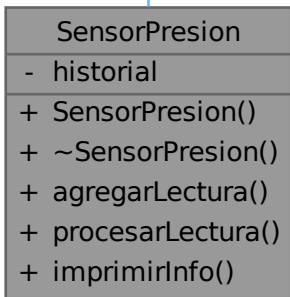 SensorPresion
- historial
+ SensorPresion()
+ ~SensorPresion()
+ agregarLectura()
+ procesarLectura()
+ imprimirInfo()